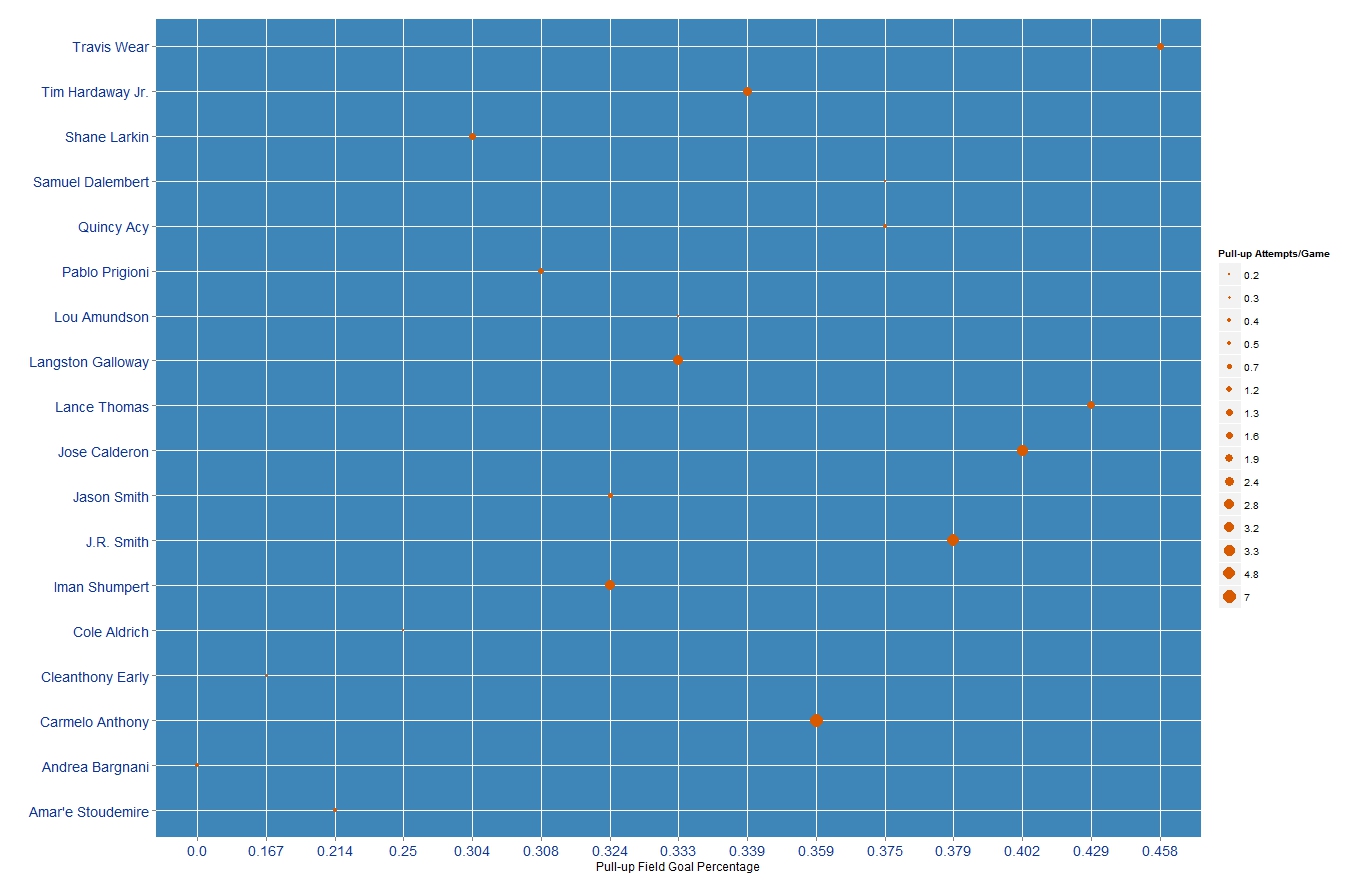 Travis Wear
Tim Hardaway Jr.
Shane Larkin
Samuel Dalembert
Quincy Acy
Pablo Prigioni
Lou Amundson
Langston Galloway
Lance Thomas
Jose Calderon
Jason Smith
J.R. Smith
Iman Shumpert
Cole Aldrich
Cleanthony Early
Carmelo Anthony
Andrea Bargnani
Amar'e Stoudemire
0.0 0.167 0.214 0.25 0.304 0.308 0.324 0.333 0.339 0.359 0.375 0.379 0.402 0.429 0.458
Pull-up Field Goal Percentage
Pull-up Attempts/Game
0.2
0.3
0.4
0.5
0.7
1.2
1.3
1.6
1.9
2.4
2.8
3.2
3.3
4.8
7